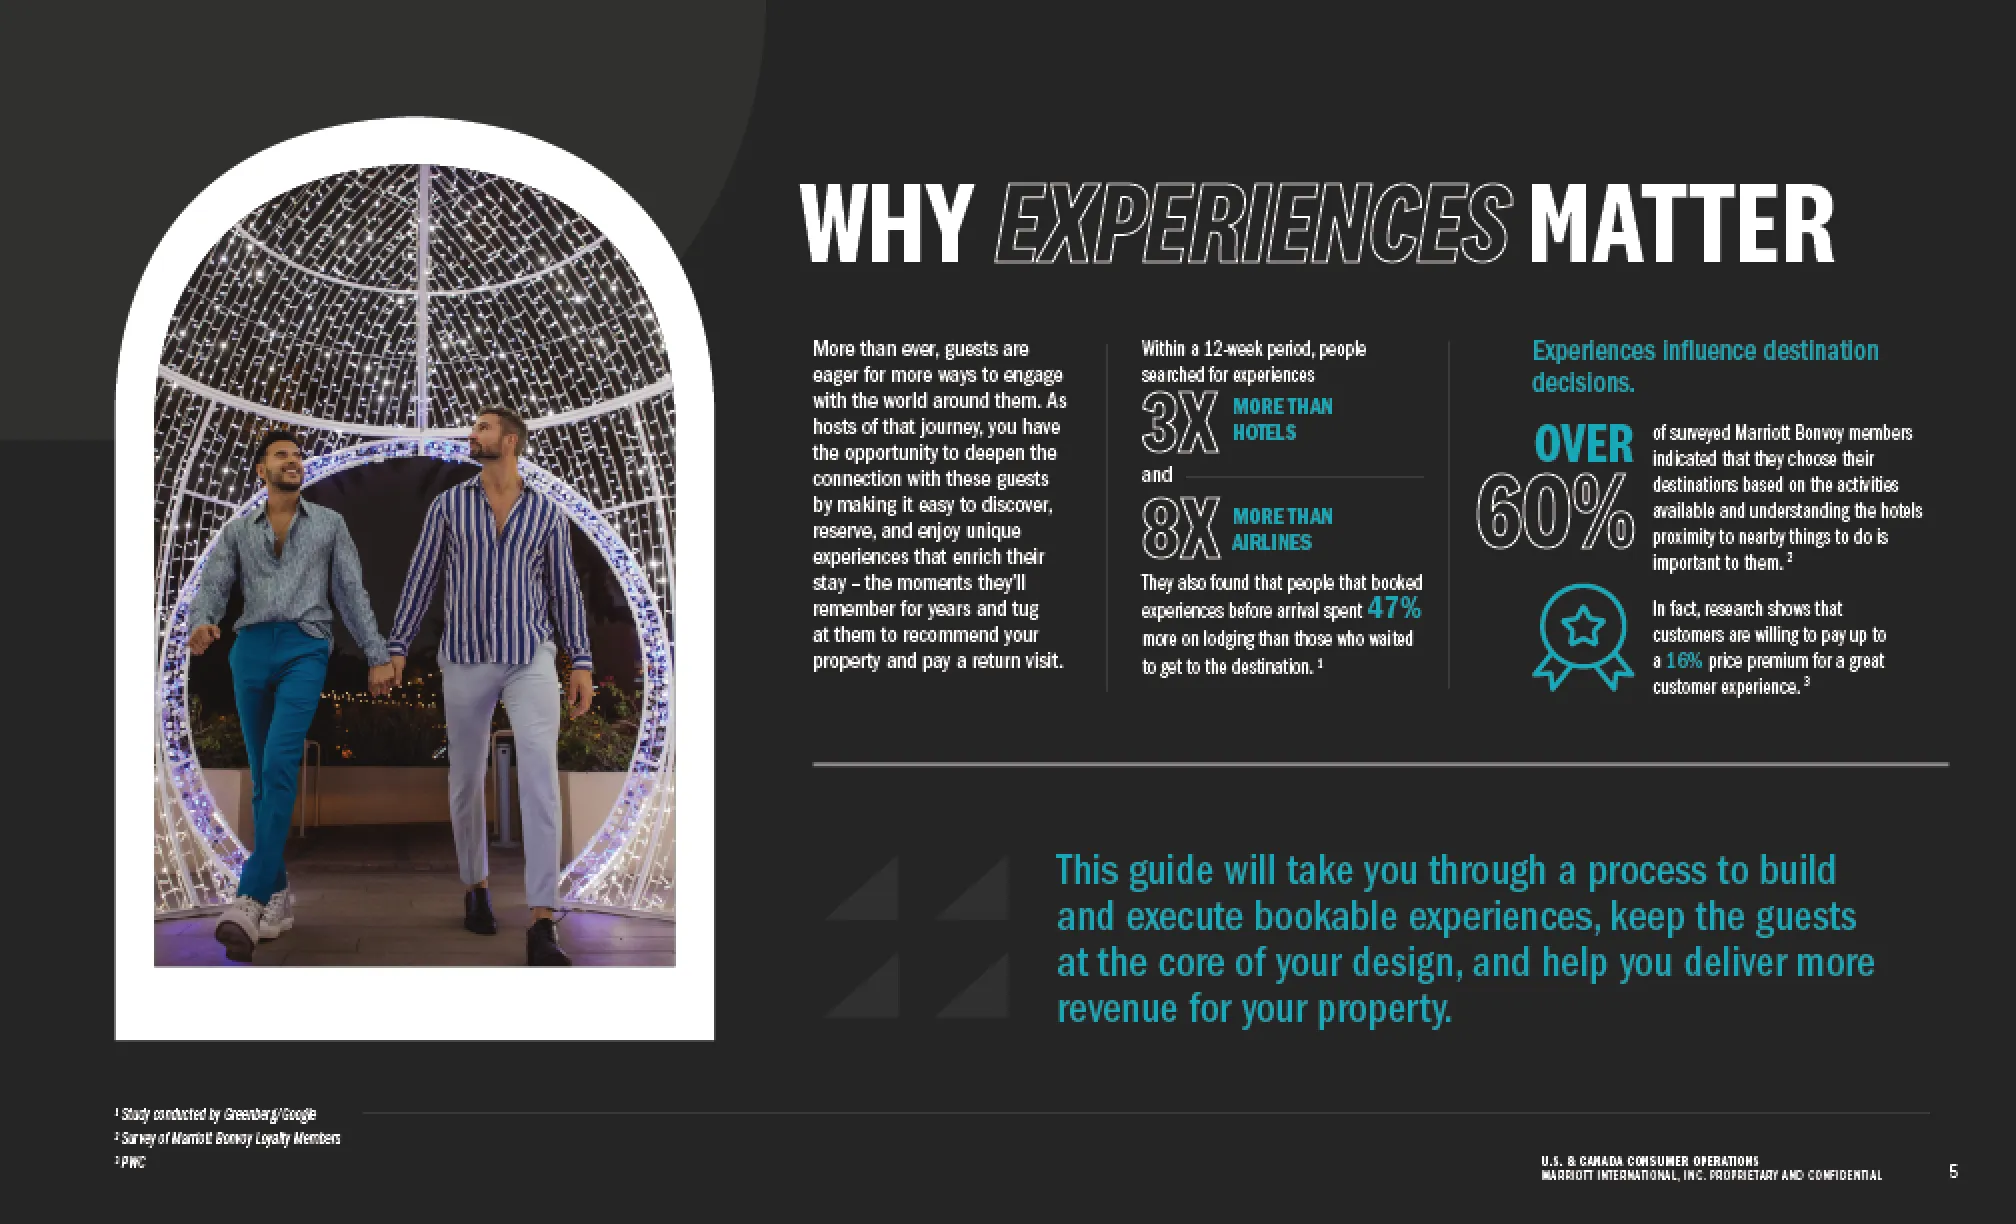 WHY EXPERIENCES MATTER
More than ever, guests are
eager for more ways to engage
with the world around them. As
hosts of that journey, you have
the opportunity to deepen the
connection with these guests
by making it easy to discover,
reserve, and enjoy unique
experiences that enrich their
stay – the moments they'll
remember for years and tug
at them to recommend your
property and pay a return visit.
Within a 12-week period, people
searched for experiences
3X MORE THAN
HOTELS
and
8X MORE THAN
AIRLINES
They also found that people that booked
experiences before arrival spent 47%
more on lodging than those who waited
to get to the destination. 1
Experiences influence destination
decisions.
OVER
60%
of surveyed Marriott Bonvoy members
indicated that they choose their
destinations based on the activities
available and understanding the hotels
proximity to nearby things to do is
important to them. 2
In fact, research shows that
customers are willing to pay up to
a 16% price premium for a great
customer experience. 3
This guide will take you through a process to build
and execute bookable experiences, keep the guests
at the core of your design, and help you deliver more
revenue for your property.
1 Study conducted by Greenberg/Google
2 Survey of Marriott Bonvoy Loyalty Members
3 PWC
U.S. & CANADA CONSUMER OPERATIONS
MARRIOTT INTERNATIONAL, INC. PROPRIETARY AND CONFIDENTIAL
5